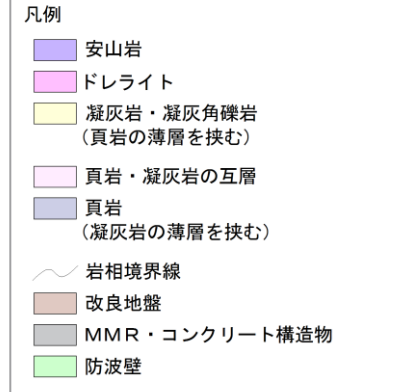 凡例
安山岩
ドレライト
凝灰岩・凝灰角礫岩
(頁岩の薄層を挟む)
頁岩・凝灰岩の互層
頁岩
(凝灰岩の薄層を挟む)
岩相境界線
改良地盤
MMR・コンクリート構造物
防波壁